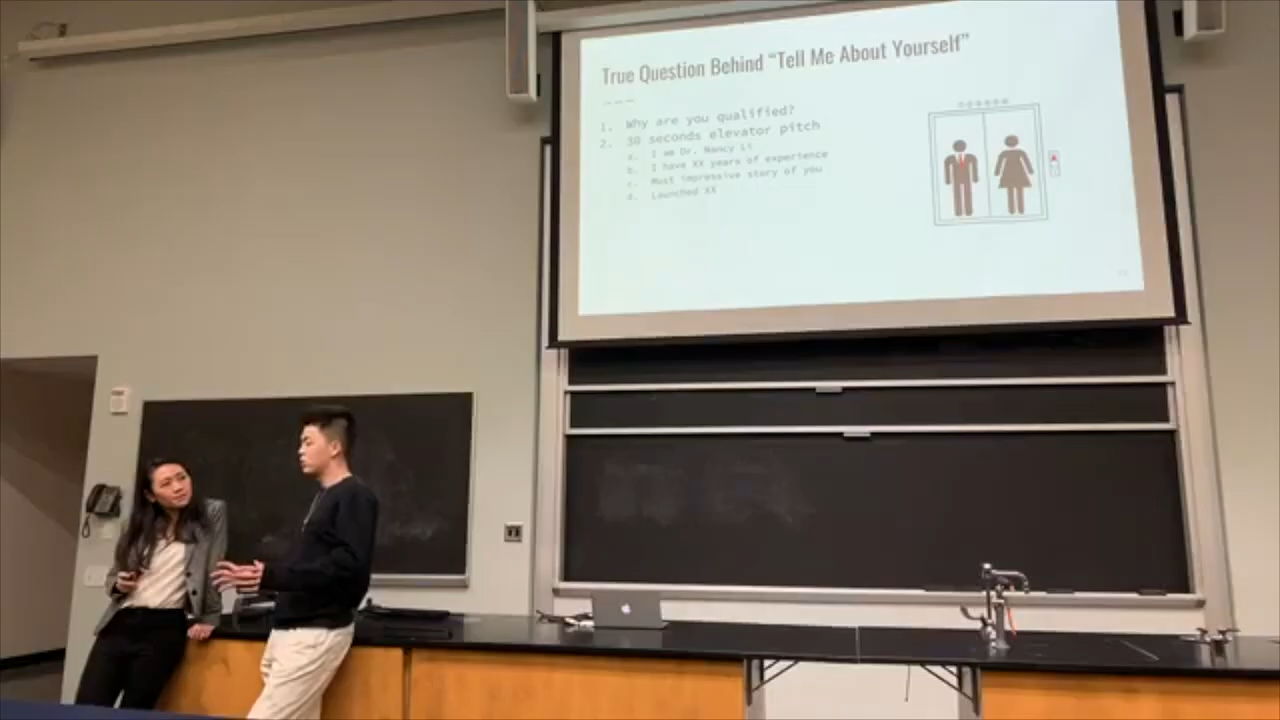 True Question Behind “Tell Me About Yourself”
1. Why are you qualified?
2. 30 seconds elevator pitch
a. I am Dr. Nancy Li
b. I have XX years of experience
c. Most impressive story of you
d. Launched XX